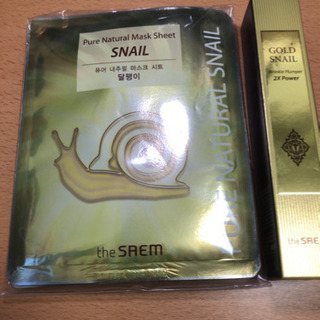 Pure Natural Mask Sheet
SNAIL
퓨어 내추럴 마스크 시트
달팽이
the SAEM
PURE NATURAL SNAIL
GOLD
SNAIL
Wrinkle Plumper
2X Power
the SAEM